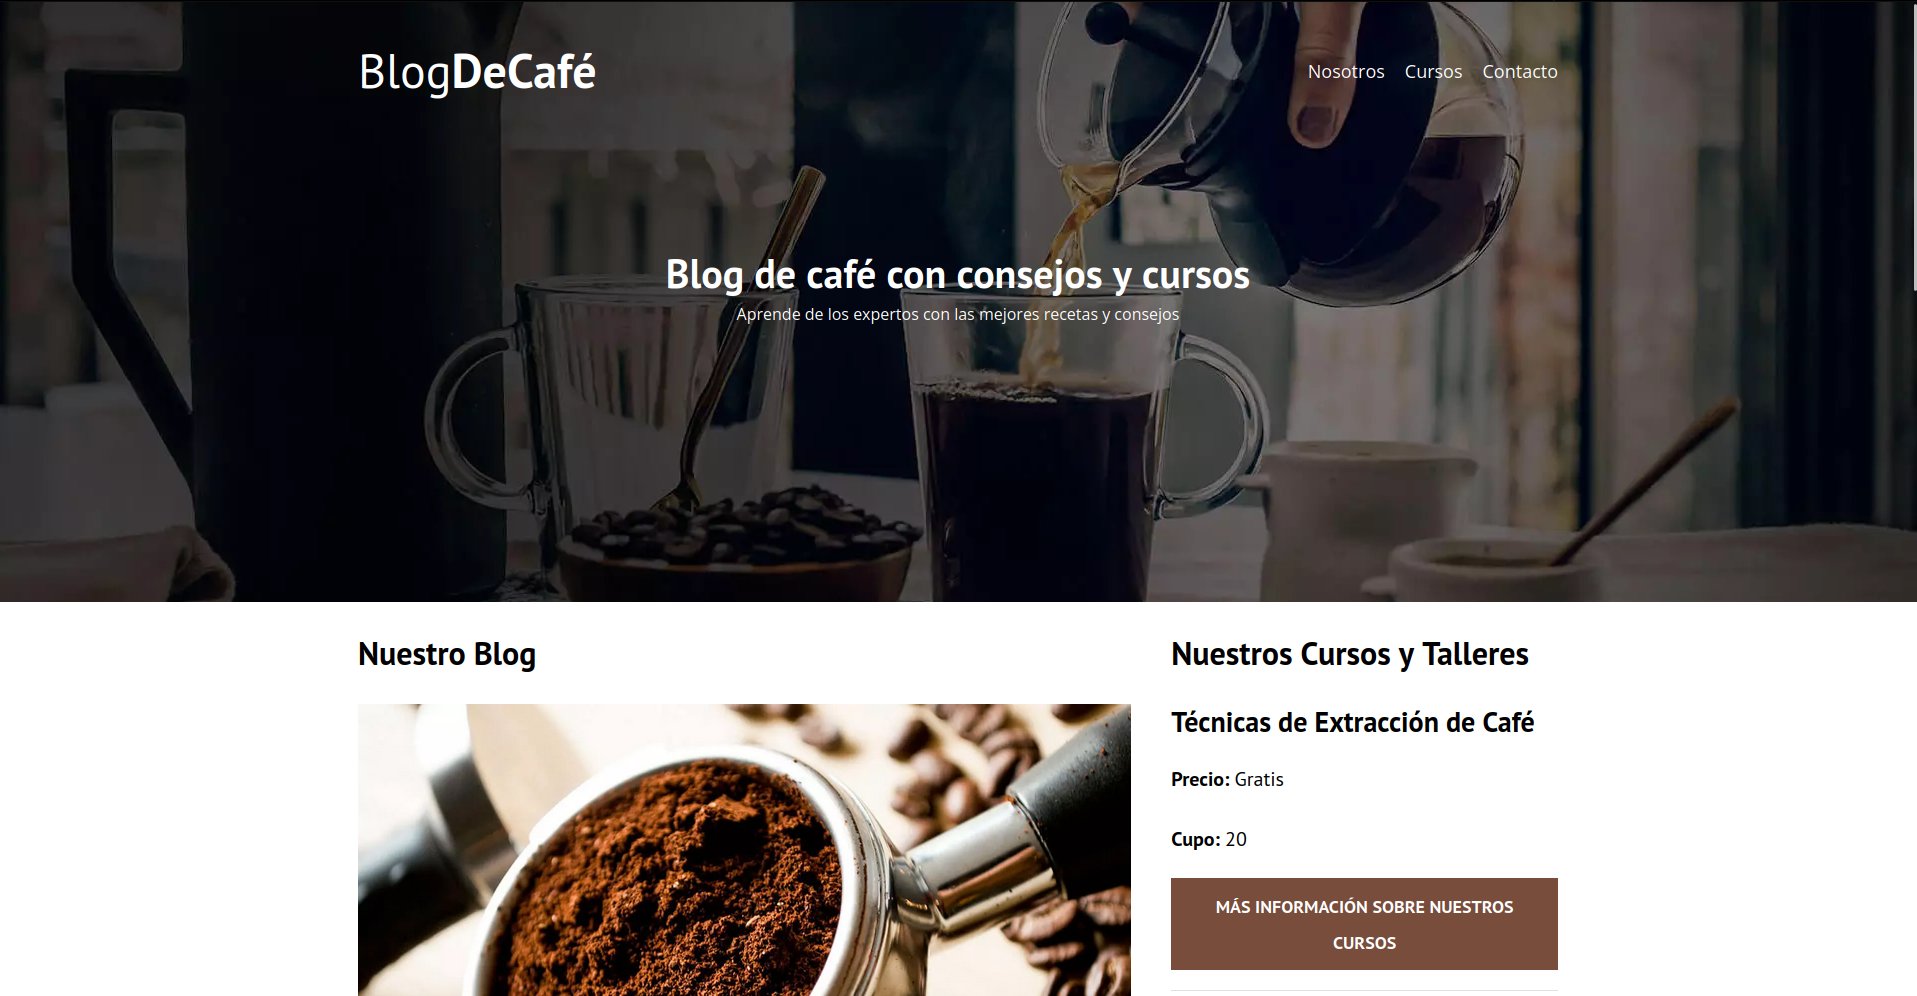 BlogDeCafé
Nosotros Cursos Contacto
Blog de café con consejos y cursos
Aprende de los expertos con las mejores recetas y consejos
Nuestro Blog
Nuestros Cursos y Talleres
Técnicas de Extracción de Café
Precio: Gratis
Cupo: 20
MÁS INFORMACIÓN SOBRE NUESTROS
CURSOS